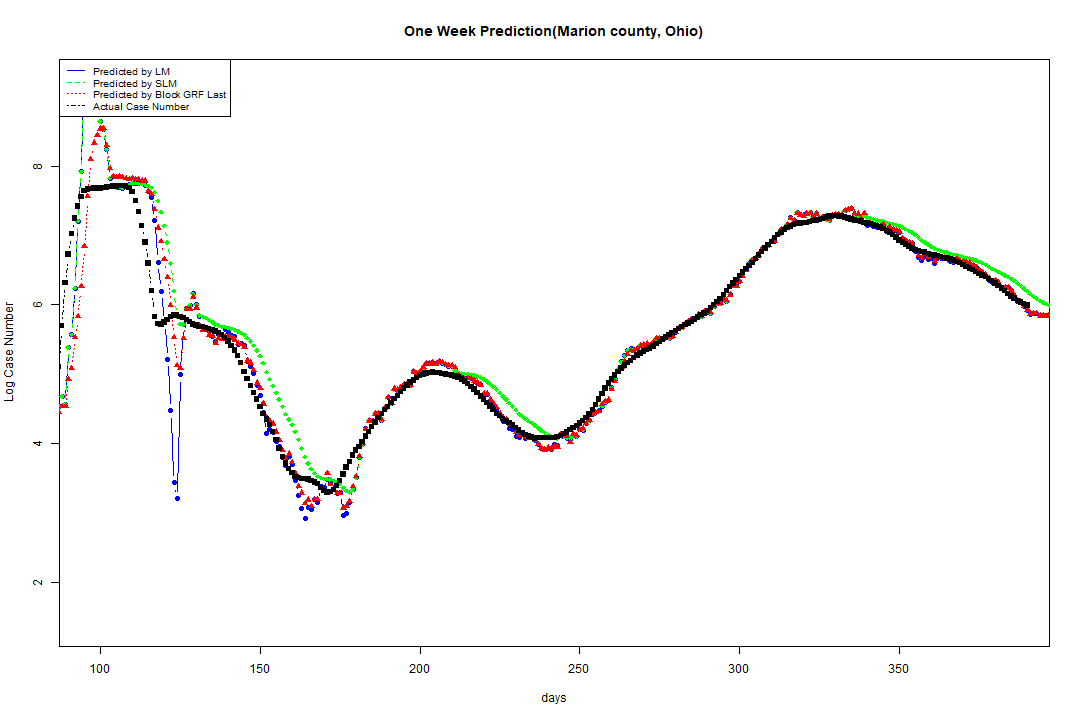 One Week Prediction(Marion county, Ohio)
Predicted by LM
Predicted by SLM
Predicted by Block GRF Last
Actual Case Number
Log Case Number
8
6
4
2
100 150 200 250 300 350
days